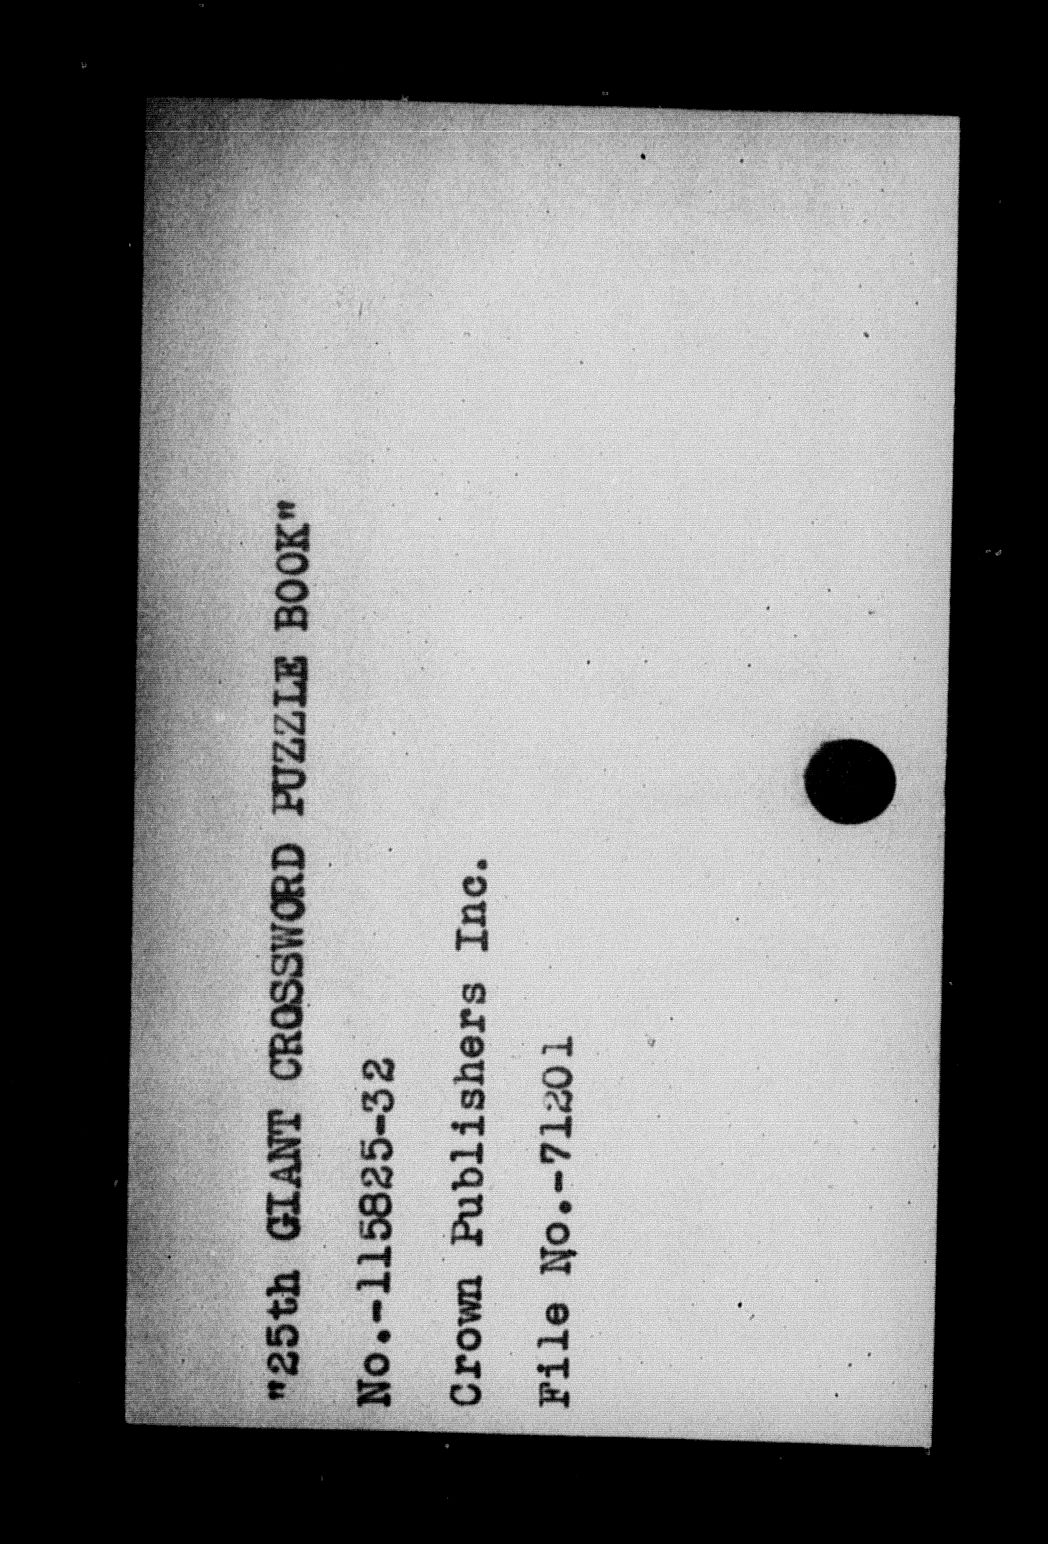 "25th GIANT CROSSWORD PUZZLE BOOK"
No.-115825-32
Crown Publishers Inc.
File No.-71201